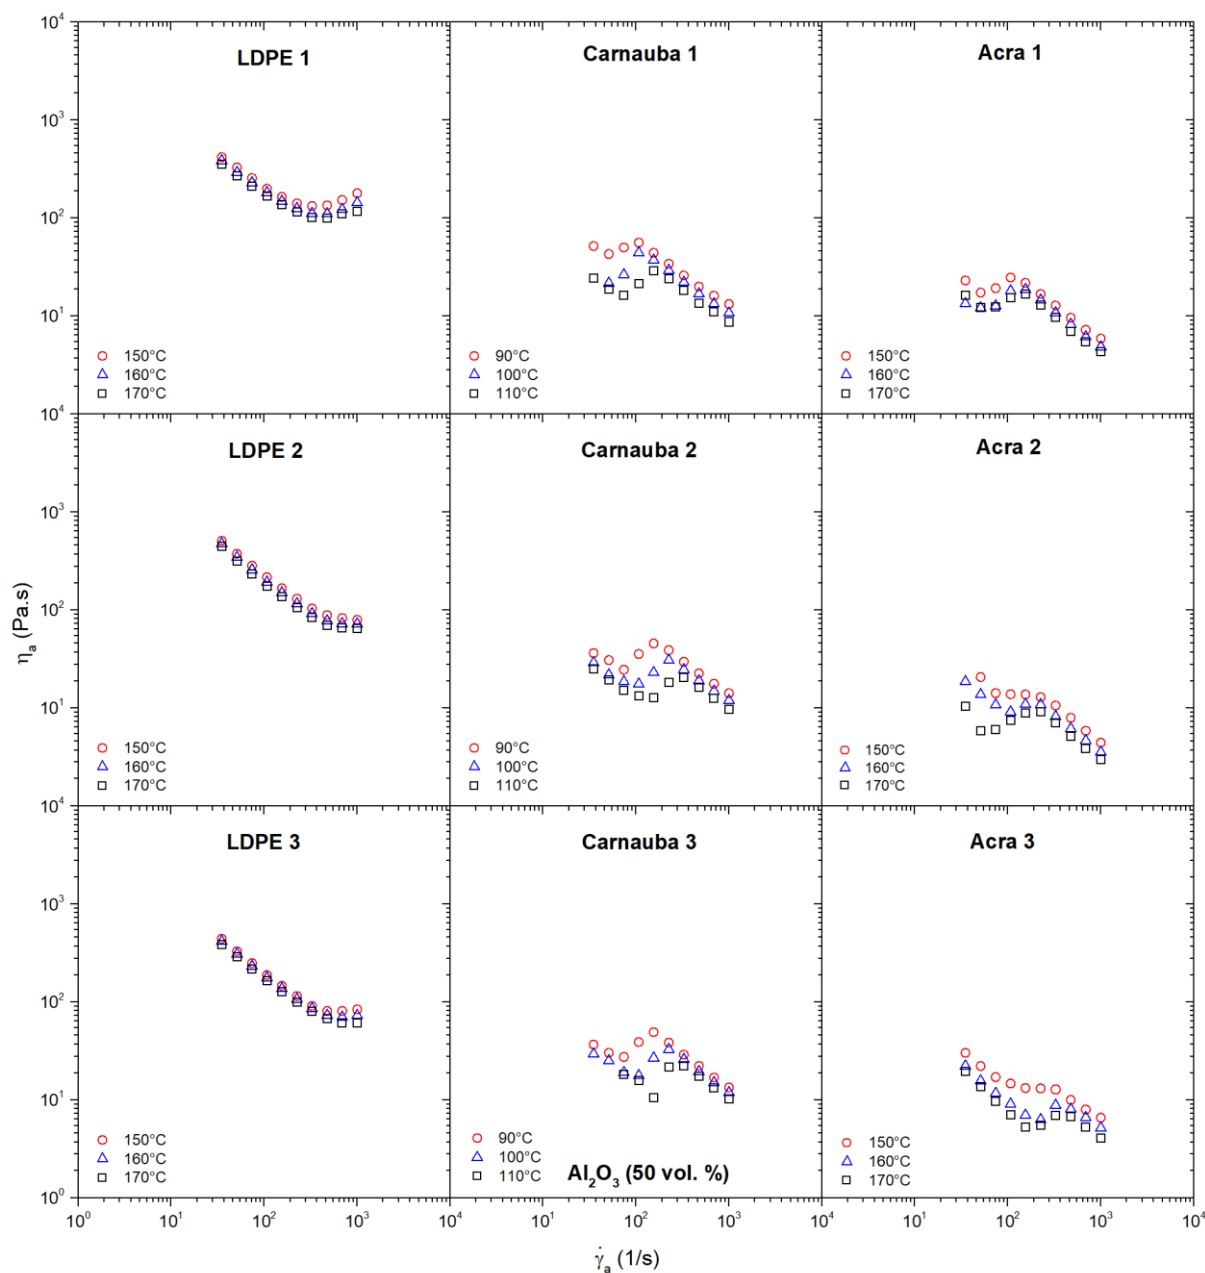 10⁴
LDPE 1
Carnauba 1
Acra 1
10³
10²
10¹
150°C
160°C
170°C
90°C
100°C
110°C
150°C
160°C
170°C
10⁴
LDPE 2
Carnauba 2
Acra 2
10³
ηₐ (Pa.s)
10²
10¹
150°C
160°C
170°C
90°C
100°C
110°C
150°C
160°C
170°C
10⁴
LDPE 3
Carnauba 3
Acra 3
10³
10²
10¹
150°C
160°C
170°C
90°C
100°C
110°C
Al₂O₃ (50 vol. %)
150°C
160°C
170°C
10⁰
10⁰ 10¹ 10² 10³ 10⁴ 10¹ 10² 10³ 10⁴ 10¹ 10² 10³ 10⁴
γ̇ₐ (1/s)